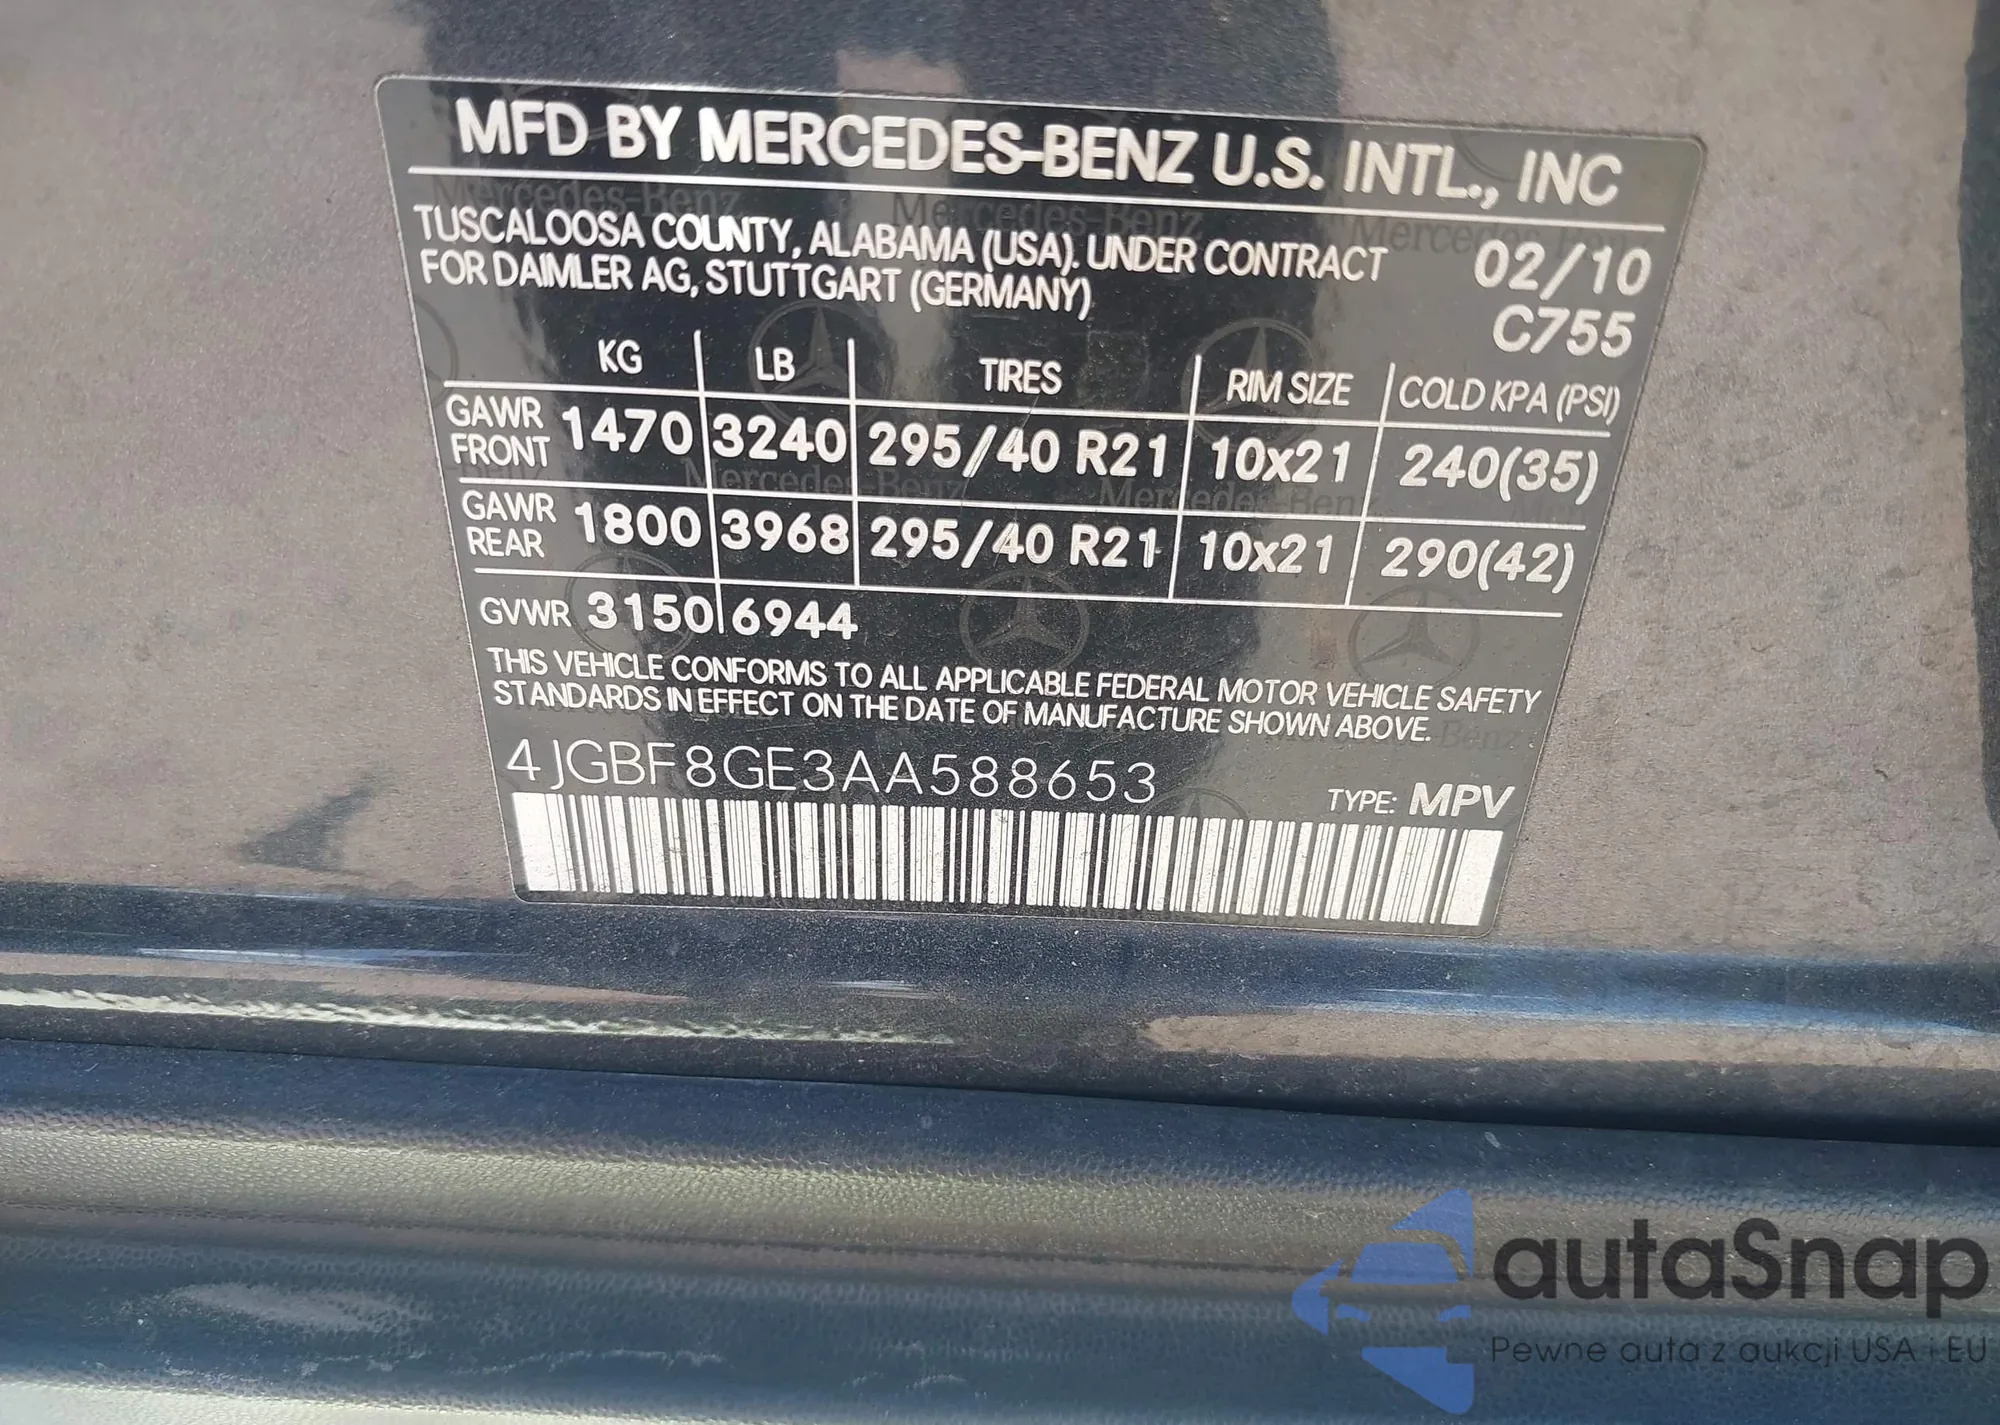 MFD BY MERCEDES-BENZ U.S. INTL., INC
TUSCALOOSA COUNTY, ALABAMA (USA). UNDER CONTRACT
FOR DAIMLER AG, STUTTGART (GERMANY)
02/10
C755
KG LB TIRES RIM SIZE COLD KPA (PSI)
GAWR FRONT 1470 3240 295/40 R21 10x21 240(35)
GAWR REAR 1800 3968 295/40 R21 10x21 290(42)
GVWR 3150 6944
THIS VEHICLE CONFORMS TO ALL APPLICABLE FEDERAL MOTOR VEHICLE SAFETY
STANDARDS IN EFFECT ON THE DATE OF MANUFACTURE SHOWN ABOVE.
4JGBF8GE3AA588653
TYPE: MPV
autaSnap
Pewne auta z aukcji USA i EU